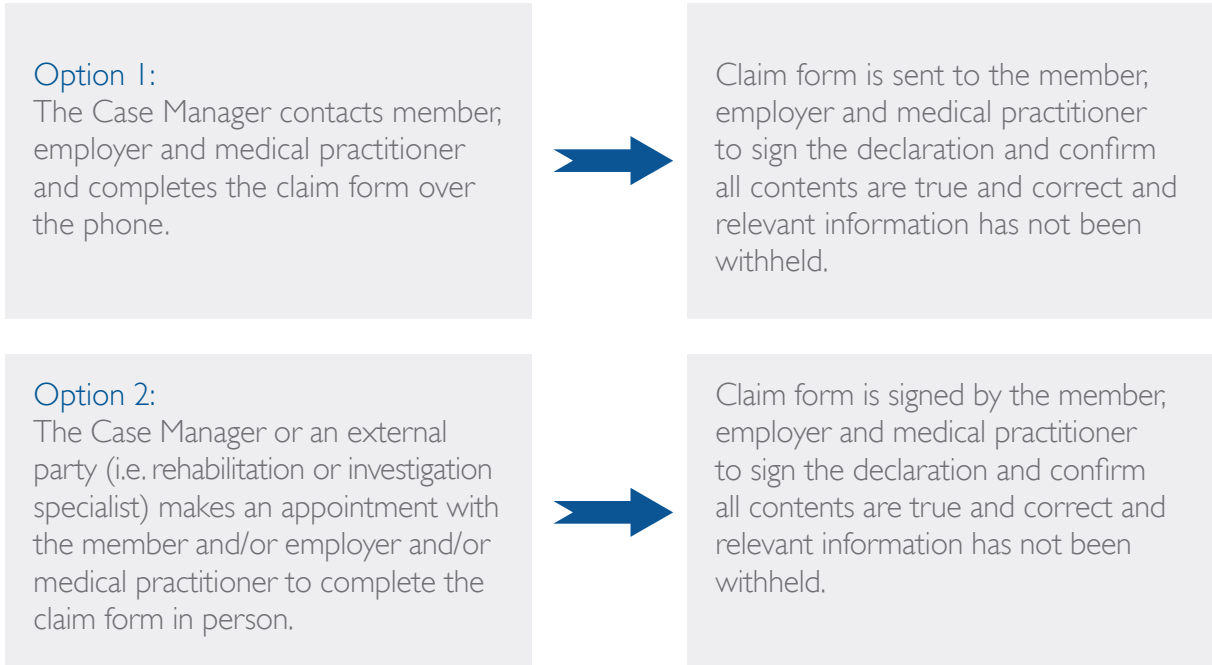 Option 1:
The Case Manager contacts member,
employer and medical practitioner
and completes the claim form over
the phone.
Claim form is sent to the member,
employer and medical practitioner
to sign the declaration and confirm
all contents are true and correct and
relevant information has not been
withheld.
Option 2:
The Case Manager or an external
party (i.e. rehabilitation or investigation
specialist) makes an appointment with
the member and/or employer and/or
medical practitioner to complete the
claim form in person.
Claim form is signed by the member,
employer and medical practitioner
to sign the declaration and confirm
all contents are true and correct and
relevant information has not been
withheld.